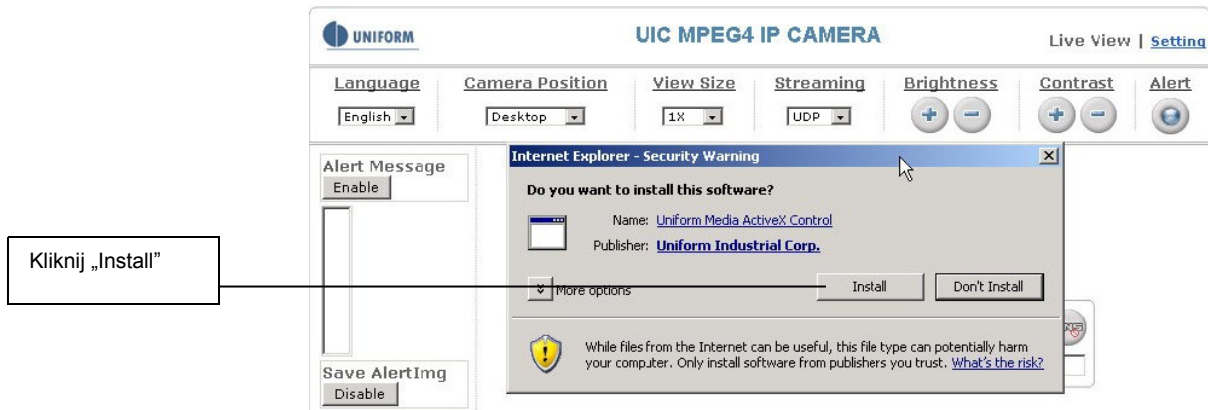 UNIFORM
UIC MPEG4 IP CAMERA
Live View | Setting
Language Camera Position View Size Streaming Brightness Contrast Alert
English Desktop 1X UDP
Alert Message
Enable
Internet Explorer - Security Warning
Do you want to install this software?
Name: Uniform Media ActiveX Control
Publisher: Uniform Industrial Corp.
Kliknij „Install”
More options
Install
Don't Install
While files from the Internet can be useful, this file type can potentially harm
your computer. Only install software from publishers you trust. What's the risk?
Save AlertImg
Disable